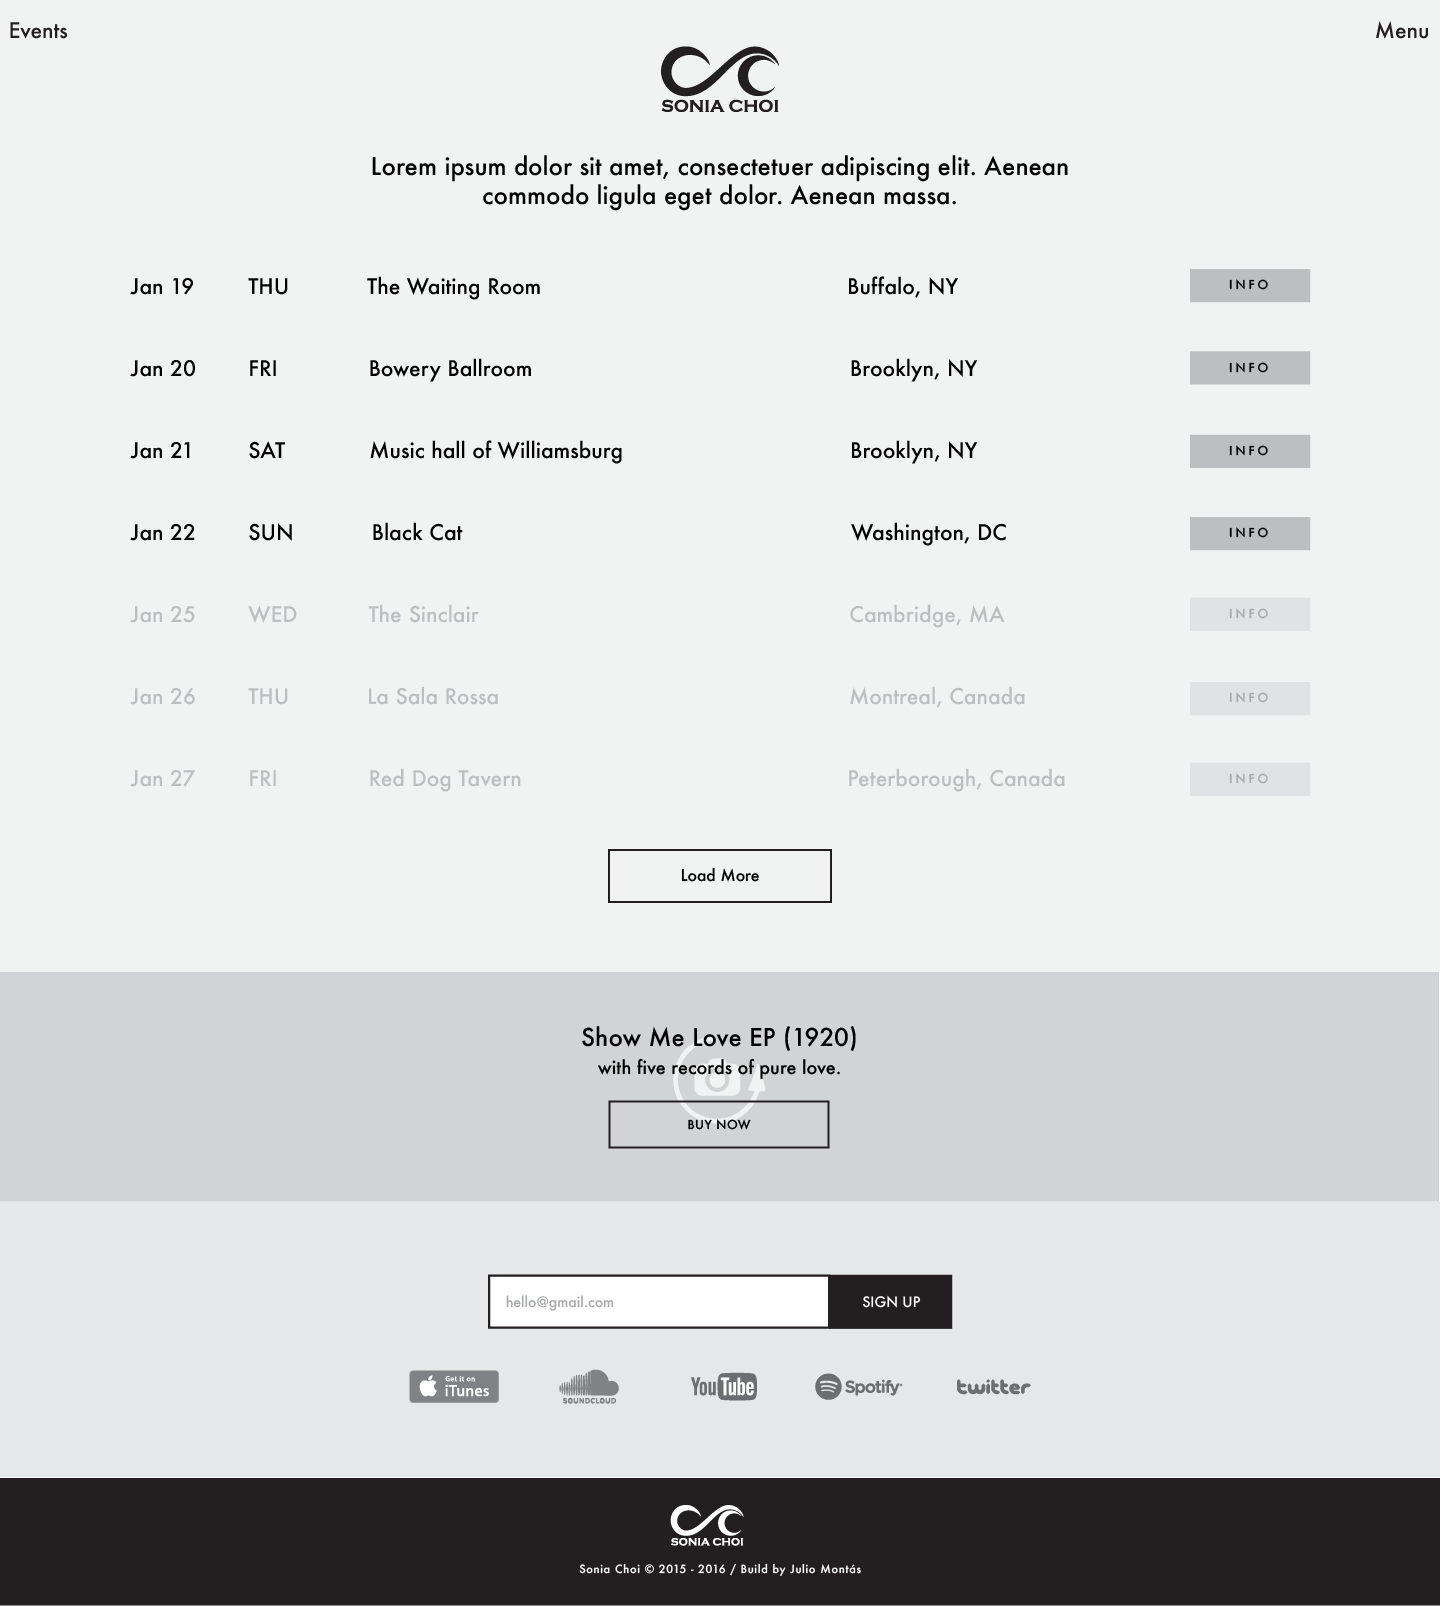 Events
Menu
SONIA CHOI
Lorem ipsum dolor sit amet, consectetuer adipiscing elit. Aenean
commodo ligula eget dolor. Aenean massa.
Jan 19 THU The Waiting Room Buffalo, NY INFO
Jan 20 FRI Bowery Ballroom Brooklyn, NY INFO
Jan 21 SAT Music hall of Williamsburg Brooklyn, NY INFO
Jan 22 SUN Black Cat Washington, DC INFO
Jan 25 WED The Sinclair Cambridge, MA INFO
Jan 26 THU La Sala Rossa Montreal, Canada INFO
Jan 27 FRI Red Dog Tavern Peterborough, Canada INFO
Load More
Show Me Love EP (1920)
with five records of pure love.
BUY NOW
hello@gmail.com SIGN UP
Get it on
iTunes
SOUNDCLOUD
YouTube
Spotify
twitter
SONIA CHOI
Sonia Choi © 2015 - 2016 / Build by Julio Montás